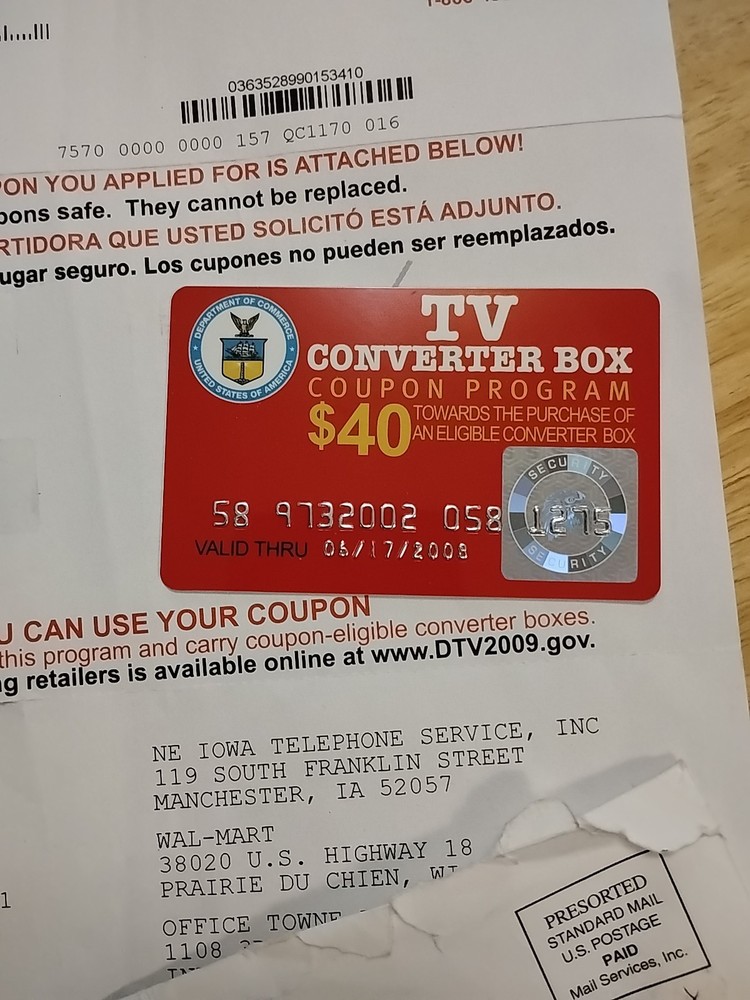 0363528990153410
7570 0000 0000 157 QC1170 016
PON YOU APPLIED FOR IS ATTACHED BELOW!
pons safe. They cannot be replaced.
RTIDORA QUE USTED SOLICITÓ ESTÁ ADJUNTO.
ugar seguro. Los cupones no pueden ser reemplazados.
DEPARTMENT OF COMMERCE
UNITED STATES OF AMERICA
TV
CONVERTER BOX
COUPON PROGRAM
$40 TOWARDS THE PURCHASE OF
AN ELIGIBLE CONVERTER BOX
SECURITY
58 9732002 058 1275
SECURITY
VALID THRU 06/17/2008
U CAN USE YOUR COUPON
this program and carry coupon-eligible converter boxes.
ng retailers is available online at www.DTV2009.gov.
NE IOWA TELEPHONE SERVICE, INC
119 SOUTH FRANKLIN STREET
MANCHESTER, IA 52057
WAL-MART
38020 U.S. HIGHWAY 18
PRAIRIE DU CHIEN, WI
1
OFFICE TOWNE
1108
PRESORTED
STANDARD MAIL
U.S. POSTAGE
PAID
Mail Services, Inc.